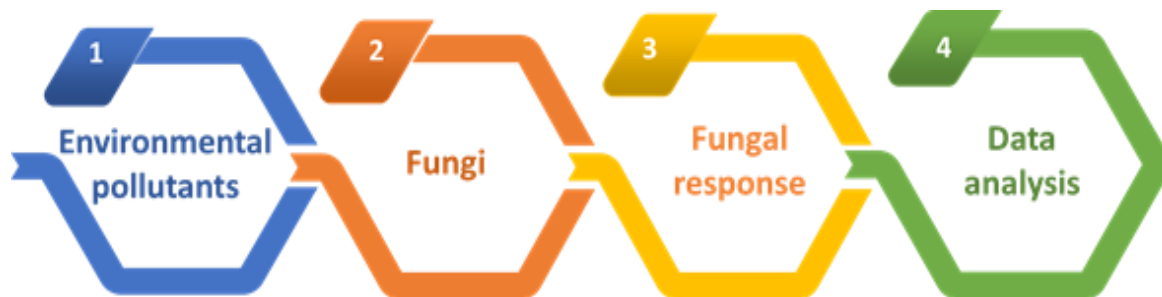 1
Environmental
pollutants
2
Fungi
3
Fungal
response
4
Data
analysis